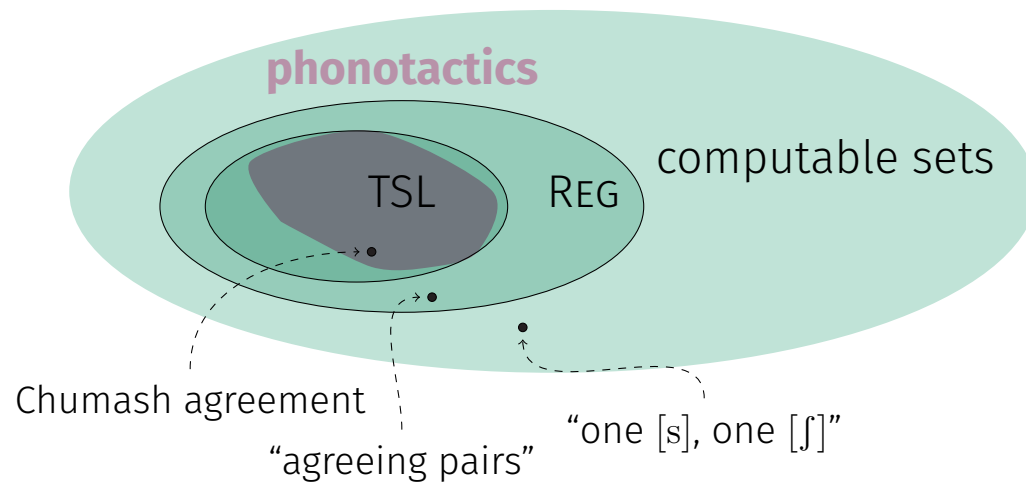 phonotactics
computable sets
TSL
REG
Chumash agreement
“one [s], one [ʃ]”
“agreeing pairs”